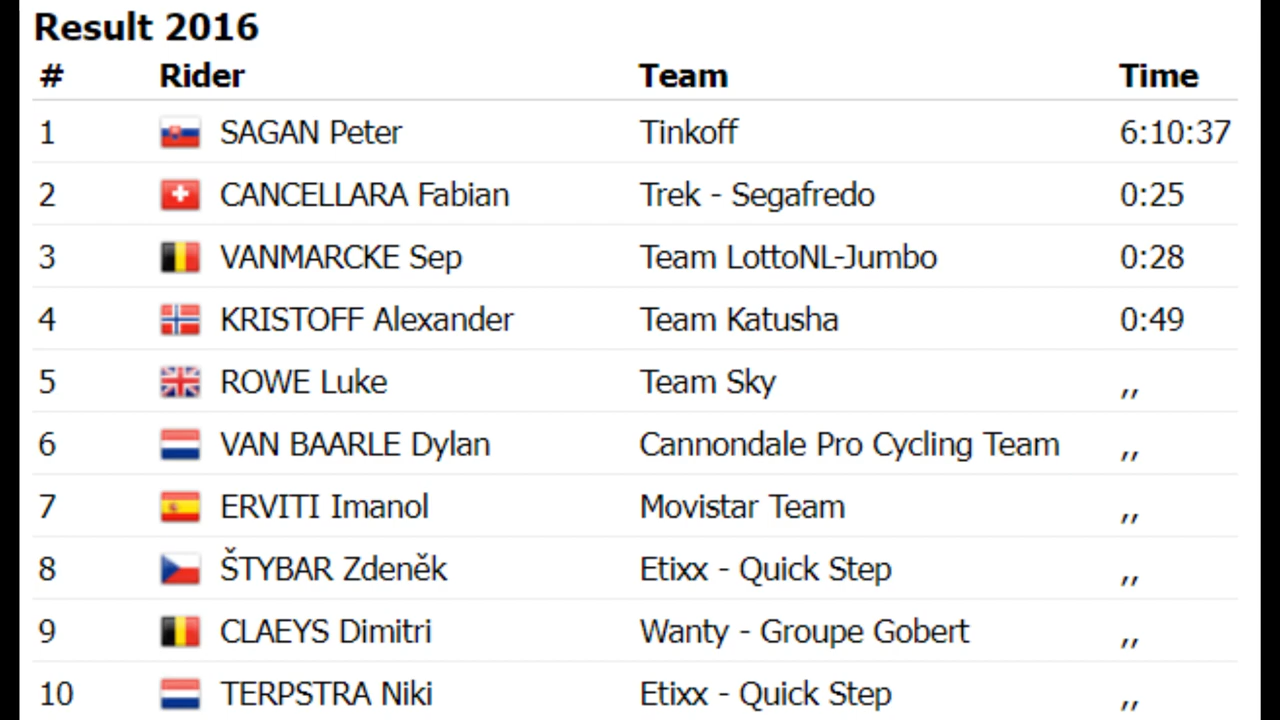 Result 2016
# Rider Team Time
1 SAGAN Peter Tinkoff 6:10:37
2 CANCELLARA Fabian Trek - Segafredo 0:25
3 VANMARCKE Sep Team LottoNL-Jumbo 0:28
4 KRISTOFF Alexander Team Katusha 0:49
5 ROWE Luke Team Sky ,,
6 VAN BAARLE Dylan Cannondale Pro Cycling Team ,,
7 ERVITI Imanol Movistar Team ,,
8 ŠTYBAR Zdeněk Etixx - Quick Step ,,
9 CLAEYS Dimitri Wanty - Groupe Gobert ,,
10 TERPSTRA Niki Etixx - Quick Step ,,